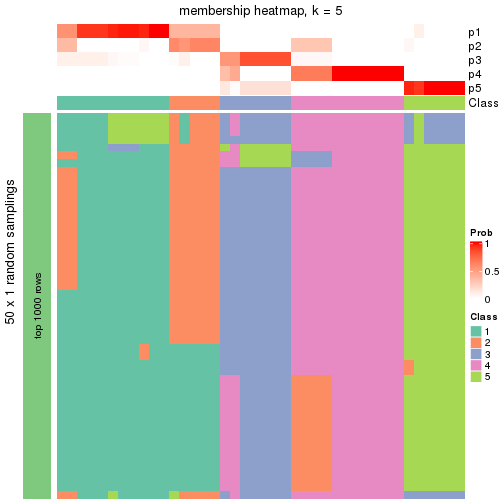 membership heatmap, k = 5
p1
p2
p3
p4
p5
Class
50 x 1 random samplings
top 1000 rows
Prob
1
0.5
0
Class
1
2
3
4
5